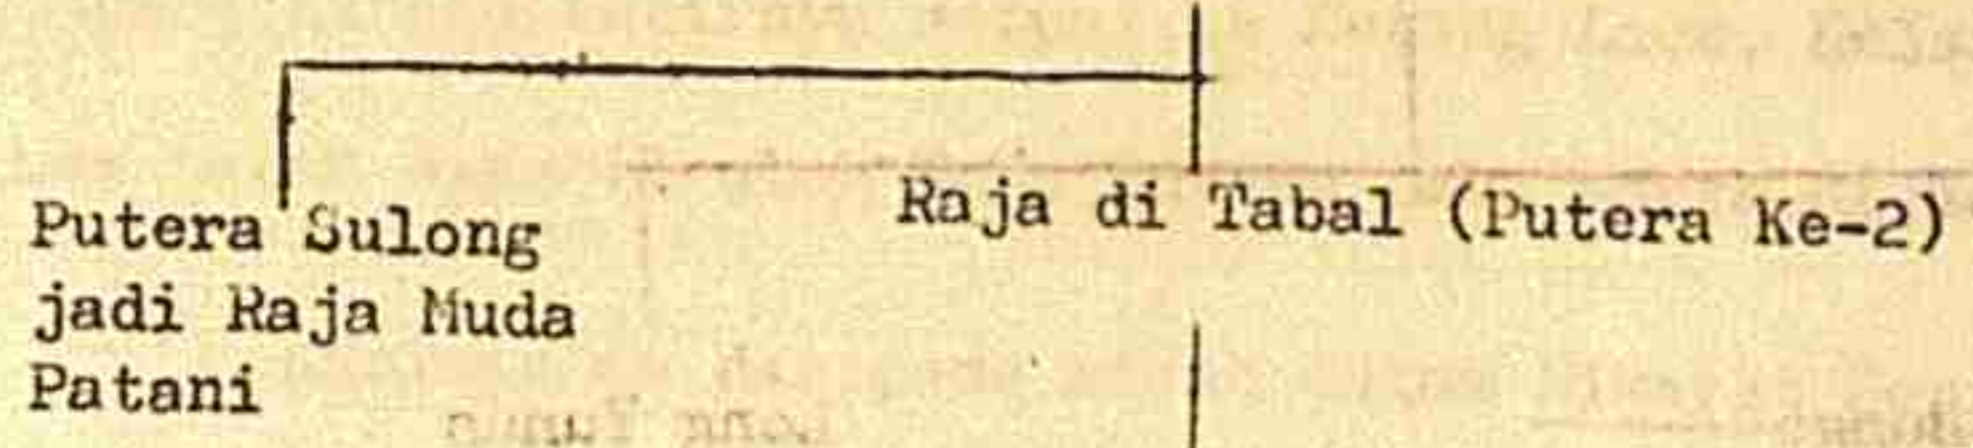 Putera Sulong
jadi Raja Muda
Patani
Raja di Tabal (Putera Ke-2)